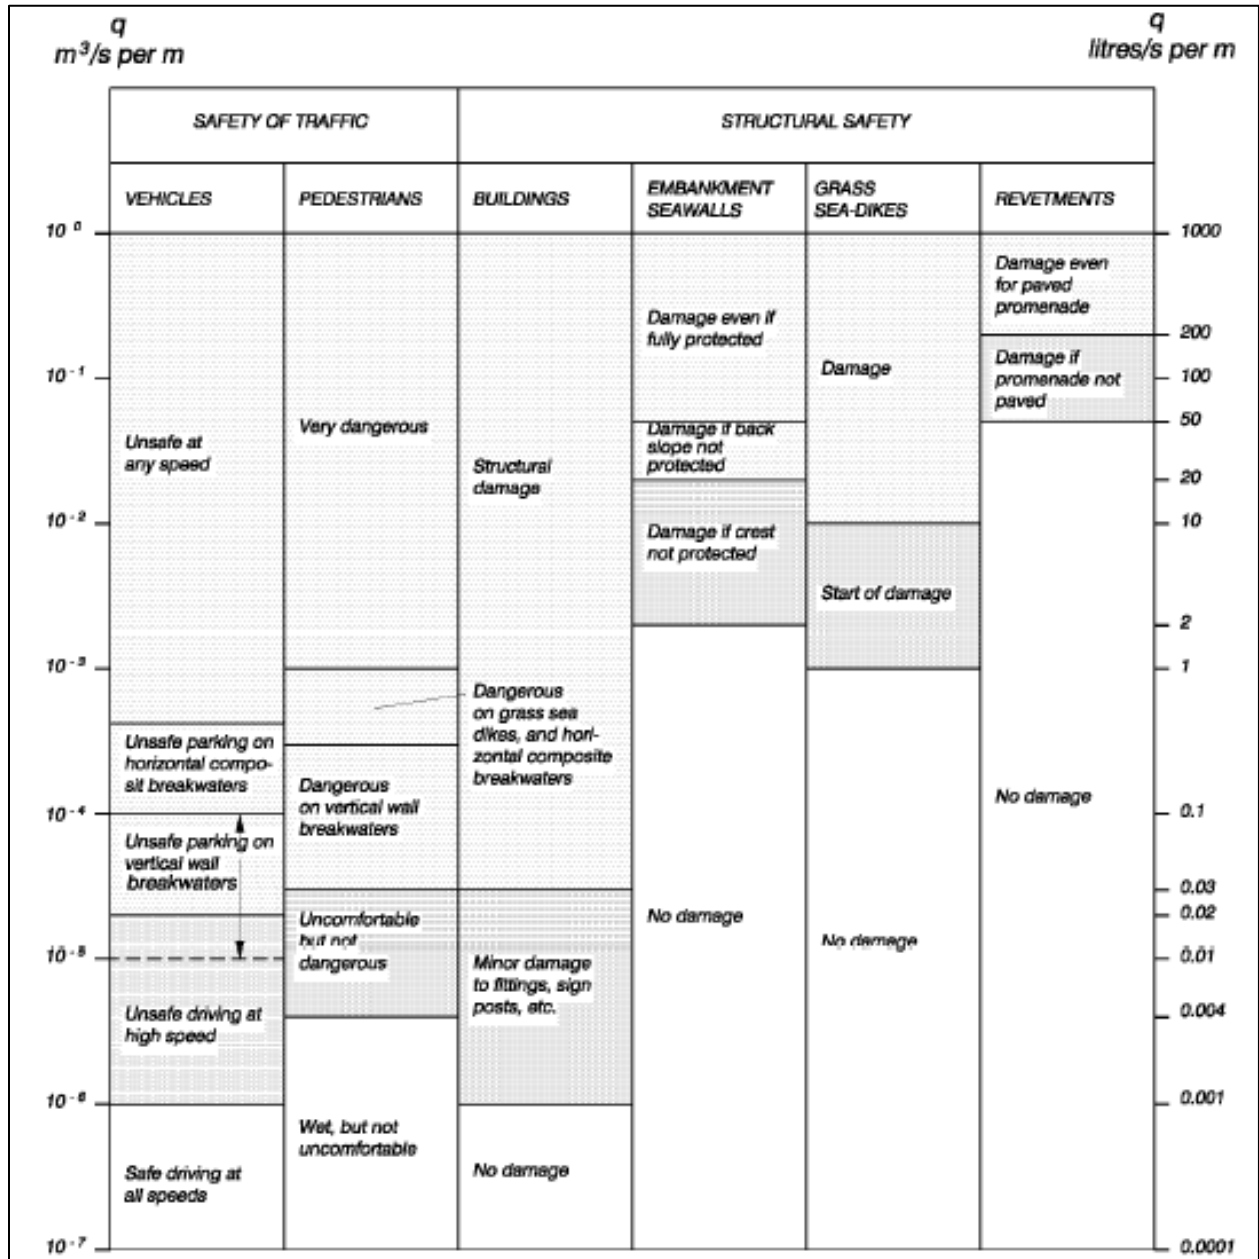 q
m³/s per m
q
litres/s per m
SAFETY OF TRAFFIC
STRUCTURAL SAFETY
VEHICLES
PEDESTRIANS
BUILDINGS
EMBANKMENT
SEAWALLS
GRASS
SEA-DIKES
REVETMENTS
10⁰
10⁻¹
10⁻²
10⁻³
10⁻⁴
10⁻⁵
10⁻⁶
10⁻⁷
Unsafe at
any speed
Unsafe parking on
horizontal compo-
sit breakwaters
Unsafe parking on
vertical wall
breakwaters
Unsafe driving at
high speed
Safe driving at
all speeds
Very dangerous
Dangerous
on grass sea
dikes, and hori-
zontal composite
breakwaters
Dangerous
on vertical wall
breakwaters
Uncomfortable
but not
dangerous
Wet, but not
uncomfortable
Structural
damage
Minor damage
to fittings, sign
posts, etc.
No damage
Damage even if
fully protected
Damage if back
slope not
protected
Damage if crest
not protected
No damage
Damage
Start of damage
No damage
Damage even
for paved
promenade
Damage if
promenade not
paved
No damage
1000
200
100
50
20
10
2
1
0.1
0.03
0.02
0.01
0.004
0.001
0.0001